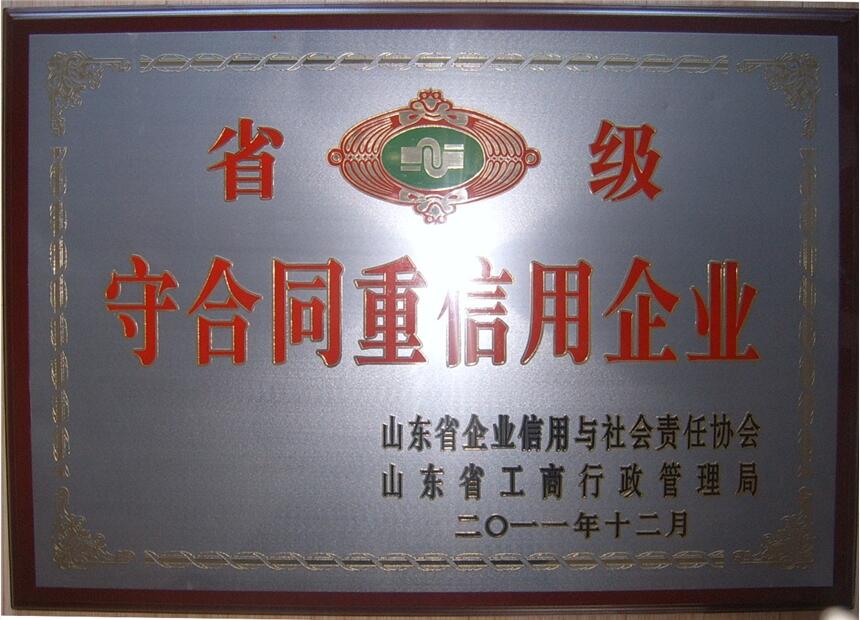 省级
守合同重信用企业
山东省企业信用与社会责任协会
山东省工商行政管理局
二〇一一年十二月